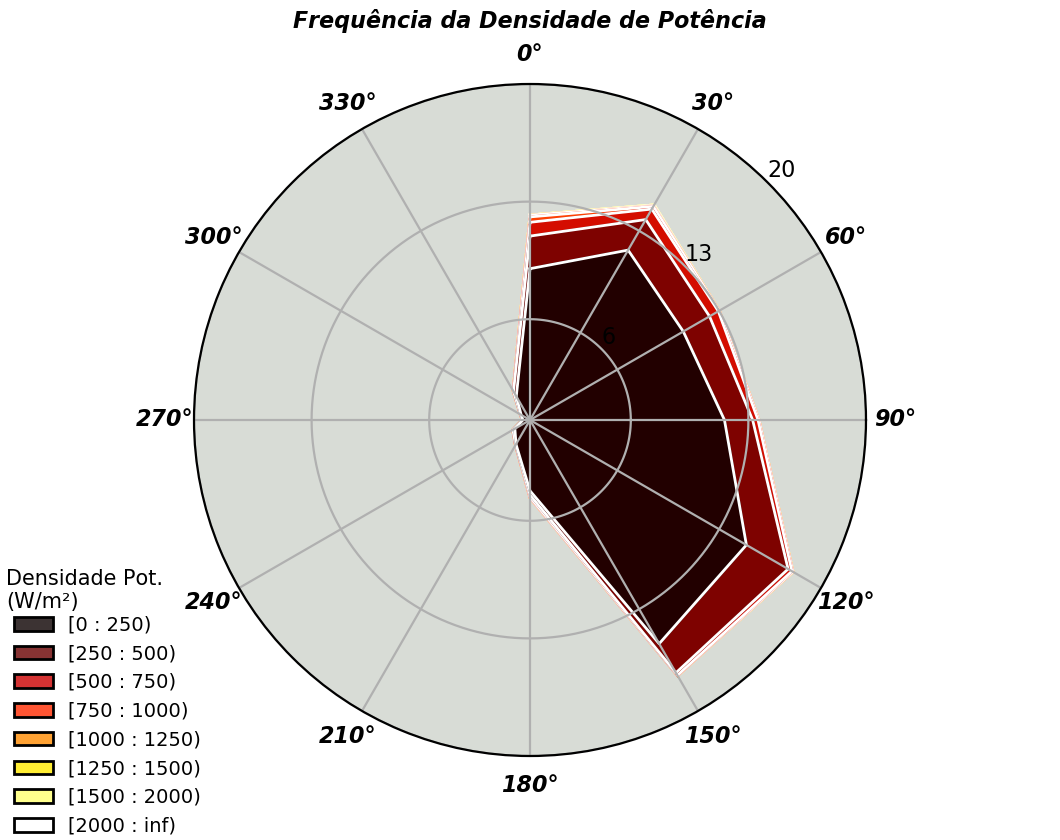 Frequência da Densidade de Potência
0°
30°
60°
90°
120°
150°
180°
210°
240°
270°
300°
330°
6
13
20
Densidade Pot.
(W/m²)
[0 : 250)
[250 : 500)
[500 : 750)
[750 : 1000)
[1000 : 1250)
[1250 : 1500)
[1500 : 2000)
[2000 : inf)